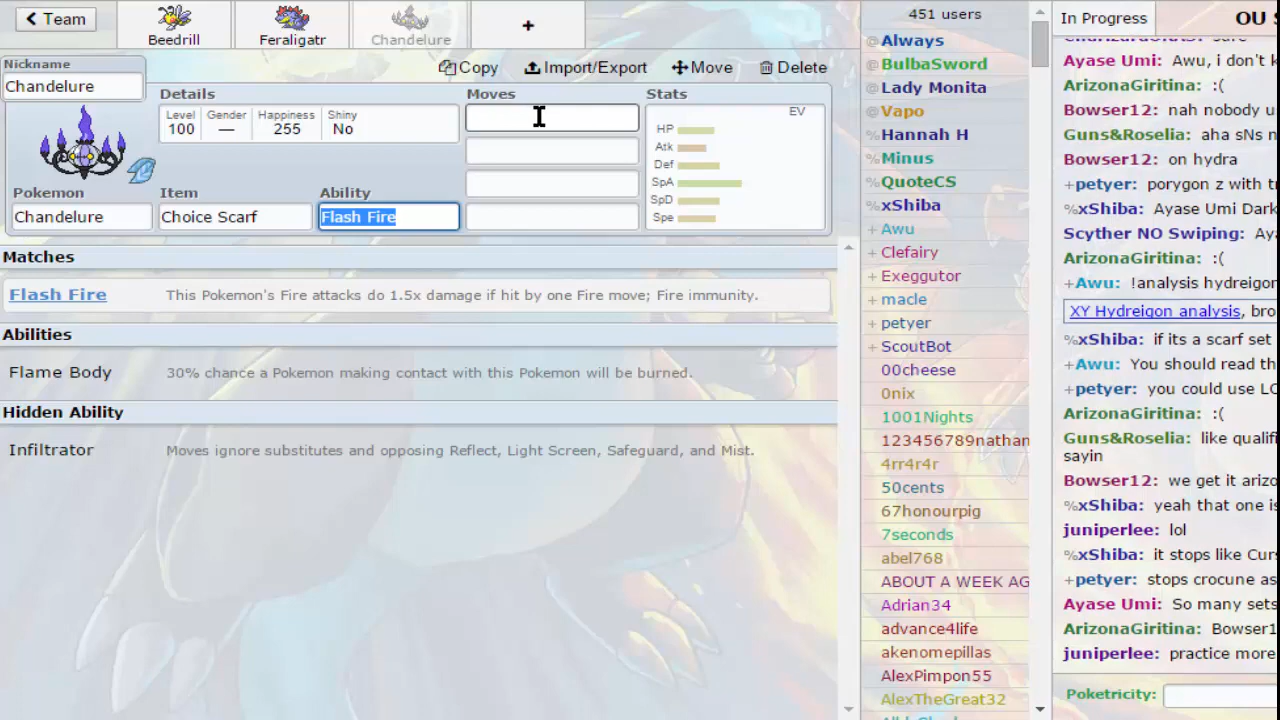 Team
Beedrill
Feraligatr
Chandelure
+
Nickname
Chandelure
Copy
Import/Export
Move
Delete
Details
Level
100
Gender
—
Happiness
255
Shiny
No
Pokemon
Chandelure
Item
Choice Scarf
Ability
Flash Fire
Moves
Stats
EV
HP
Atk
Def
SpA
SpD
Spe
Matches
Flash Fire This Pokemon's Fire attacks do 1.5x damage if hit by one Fire move; Fire immunity.
Abilities
Flame Body 30% chance a Pokemon making contact with this Pokemon will be burned.
Hidden Ability
Infiltrator Moves ignore substitutes and opposing Reflect, Light Screen, Safeguard, and Mist.
451 users
@Always
@BulbaSword
@Lady Monita
@Vapo
%Hannah H
%Minus
%QuoteCS
%xShiba
+Awu
+Clefairy
+Exeggutor
+macle
+petyer
+ScoutBot
00cheese
0nix
1001Nights
123456789nathan
4rr4r4r
50cents
67honourpig
7seconds
abel768
ABOUT A WEEK AG
Adrian34
advance4life
akenomepillas
AlexPimpon55
AlexTheGreat32
In Progress
OU
Ayase Umi: Awu, i don't k
ArizonaGiritina: :(
Bowser12: nah nobody u
Guns&Roselia: aha sNs n
Bowser12: on hydra
+petyer: porygon z with tr
%xShiba: Ayase Umi Dark
Scyther NO Swiping: Aya
ArizonaGiritina: :(
+Awu: !analysis hydreigon
XY Hydreigon analysis, bro
%xShiba: if its a scarf set
+Awu: You should read th
+petyer: you could use LO
ArizonaGiritina: :(
Guns&Roselia: like qualifi
sayin
Bowser12: we get it arizo
%xShiba: yeah that one is
juniperlee: lol
%xShiba: it stops like Curs
+petyer: stops crocune as
Ayase Umi: So many sets
ArizonaGiritina: Bowser1
juniperlee: practice more
Poketricity: